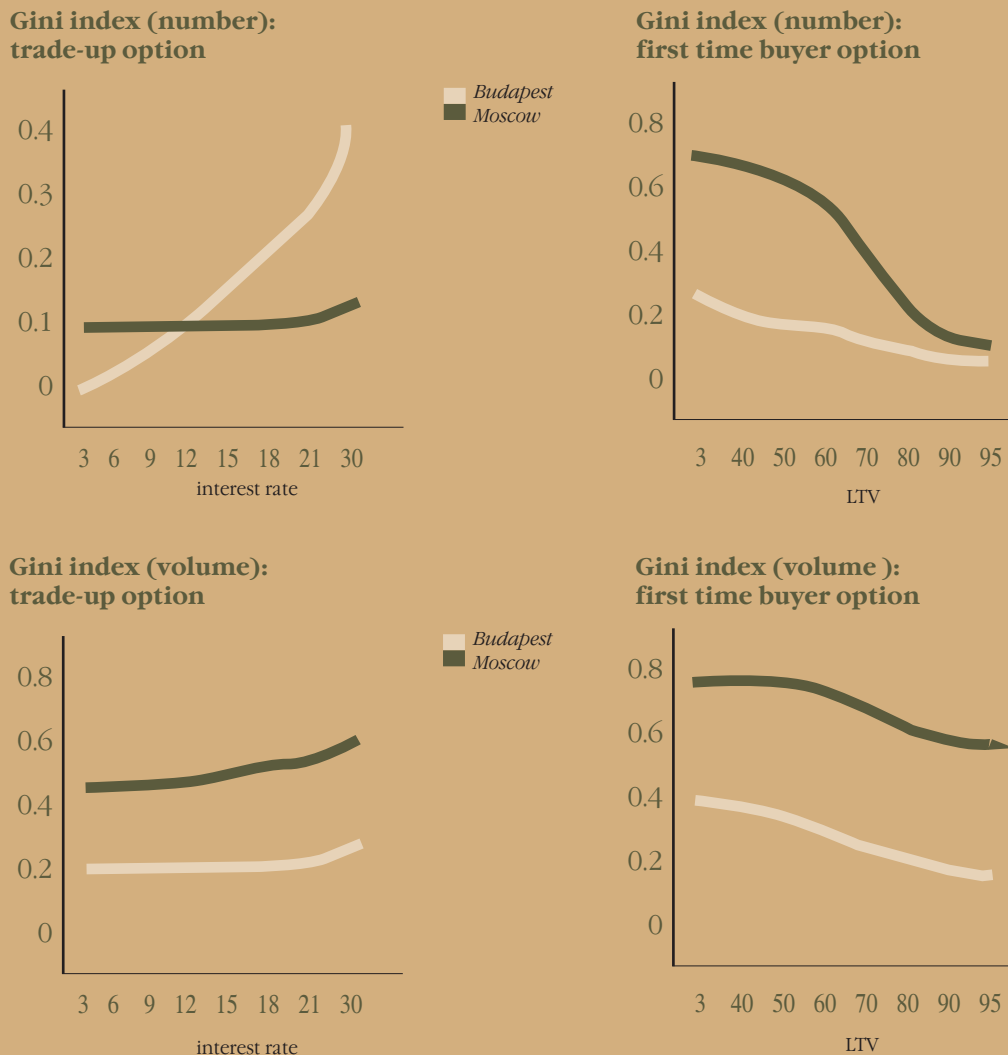 Gini index (number):
trade-up option
Budapest
Moscow
0.4
0.3
0.2
0.1
0
3 6 9 12 15 18 21 30
interest rate
Gini index (number):
first time buyer option
0.8
0.6
0.4
0.2
0
3 40 50 60 70 80 90 95
LTV
Gini index (volume):
trade-up option
Budapest
Moscow
0.8
0.6
0.4
0.2
0
3 6 9 12 15 18 21 30
interest rate
Gini index (volume ):
first time buyer option
0.8
0.6
0.4
0.2
0
3 40 50 60 70 80 90 95
LTV